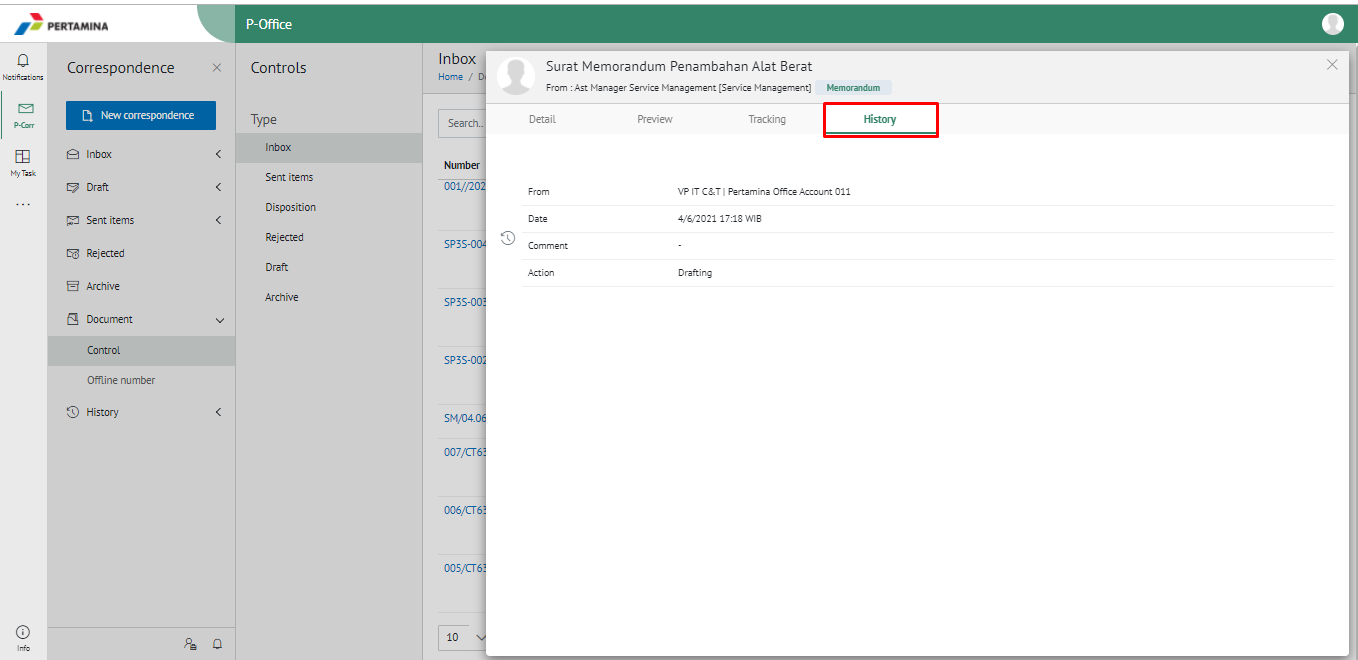 PERTAMINA
P-Office
Notifications
P-Corr
My Task
...
Info
Correspondence
New correspondence
Inbox
Draft
Sent items
Rejected
Archive
Document
Control
Offline number
History
Controls
Type
Inbox
Sent items
Disposition
Rejected
Draft
Archive
Inbox
Home /
Search..
Number
001//202
SP3S-004
SP3S-003
SP3S-002
SM/04.06
007/CT63
006/CT63
005/CT63
10
Surat Memorandum Penambahan Alat Berat
From : Ast Manager Service Management [Service Management] Memorandum
Detail Preview Tracking History
From VP IT C&T | Pertamina Office Account 011
Date 4/6/2021 17:18 WIB
Comment -
Action Drafting